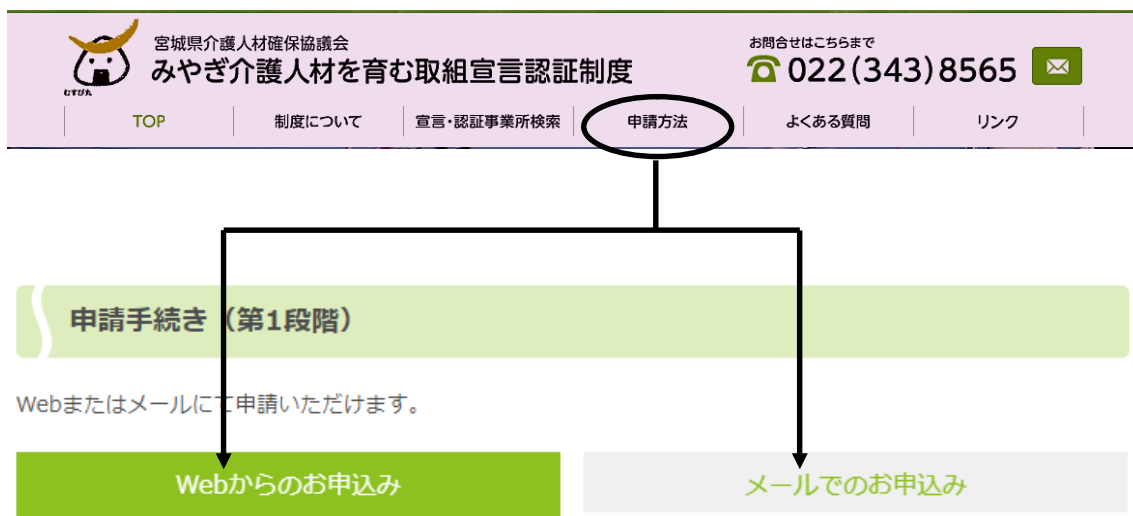 宮城県介護人材確保協議会
みやぎ介護人材を育む取組宣言認証制度
むすび丸
お問合せはこちらまで
022(343)8565
TOP 制度について 宣言・認証事業所検索 申請方法 よくある質問 リンク
申請手続き（第1段階）
Webまたはメールにて申請いただけます。
Webからのお申込み メールでのお申込み